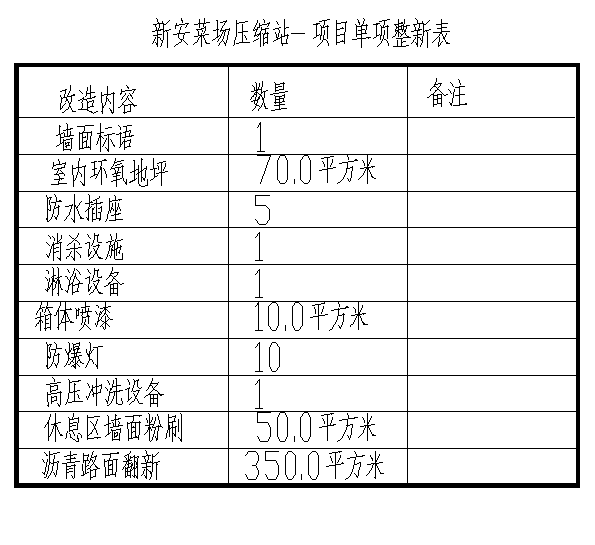 新安菜场压缩站—项目单项整新表
改造内容 数量 备注
墙面标语 1
室内环氧地坪 70.0平方米
防水插座 5
消杀设施 1
淋浴设备 1
箱体喷漆 10.0平方米
防爆灯 10
高压冲洗设备 1
休息区墙面粉刷 50.0平方米
沥青路面翻新 350.0平方米